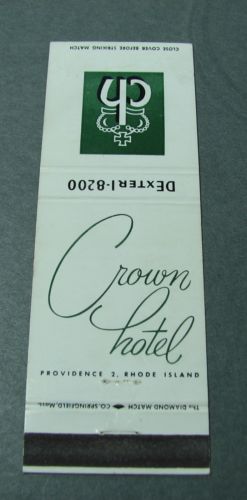 CLOSE COVER BEFORE STRIKING MATCH
ch
DEXTER 1-8200
Crown
hotel
PROVIDENCE 2, RHODE ISLAND
THE DIAMOND MATCH CO. SPRINGFIELD, MASS.